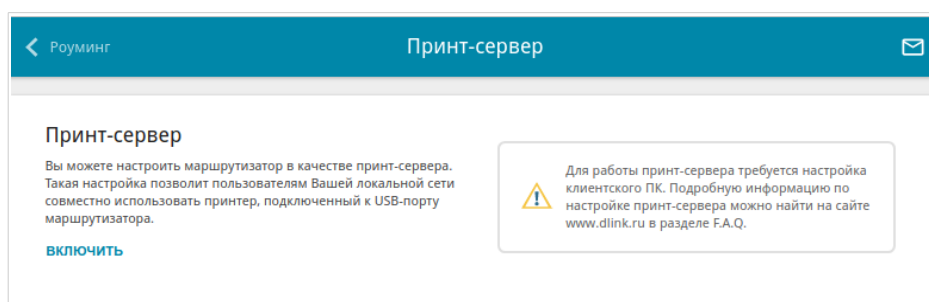 Роуминг
Принт-сервер
Принт-сервер
Вы можете настроить маршрутизатор в качестве принт-сервера.
Такая настройка позволит пользователям Вашей локальной сети
совместно использовать принтер, подключенный к USB-порту
маршрутизатора.
ВКЛЮЧИТЬ
Для работы принт-сервера требуется настройка
клиентского ПК. Подробную информацию по
настройке принт-сервера можно найти на сайте
www.dlink.ru в разделе F.A.Q.